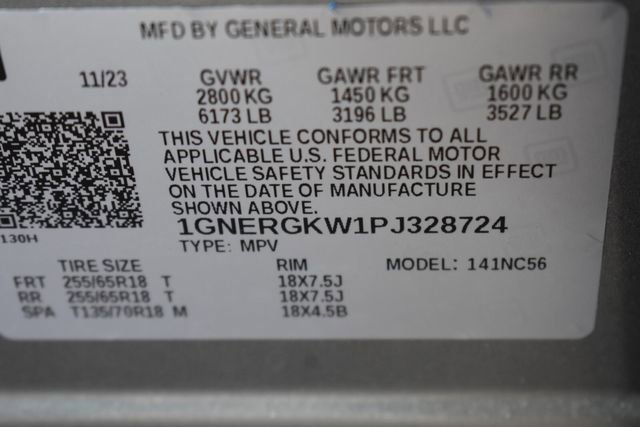 MFD BY GENERAL MOTORS LLC
11/23 GVWR GAWR FRT GAWR RR
2800 KG 1450 KG 1600 KG
6173 LB 3196 LB 3527 LB
THIS VEHICLE CONFORMS TO ALL
APPLICABLE U.S. FEDERAL MOTOR
VEHICLE SAFETY STANDARDS IN EFFECT
ON THE DATE OF MANUFACTURE
SHOWN ABOVE.
1GNERGKW1PJ328724
130H
TYPE: MPV
TIRE SIZE RIM MODEL: 141NC56
FRT 255/65R18 T 18X7.5J
RR 255/65R18 T 18X7.5J
SPA T135/70R18 M 18X4.5B